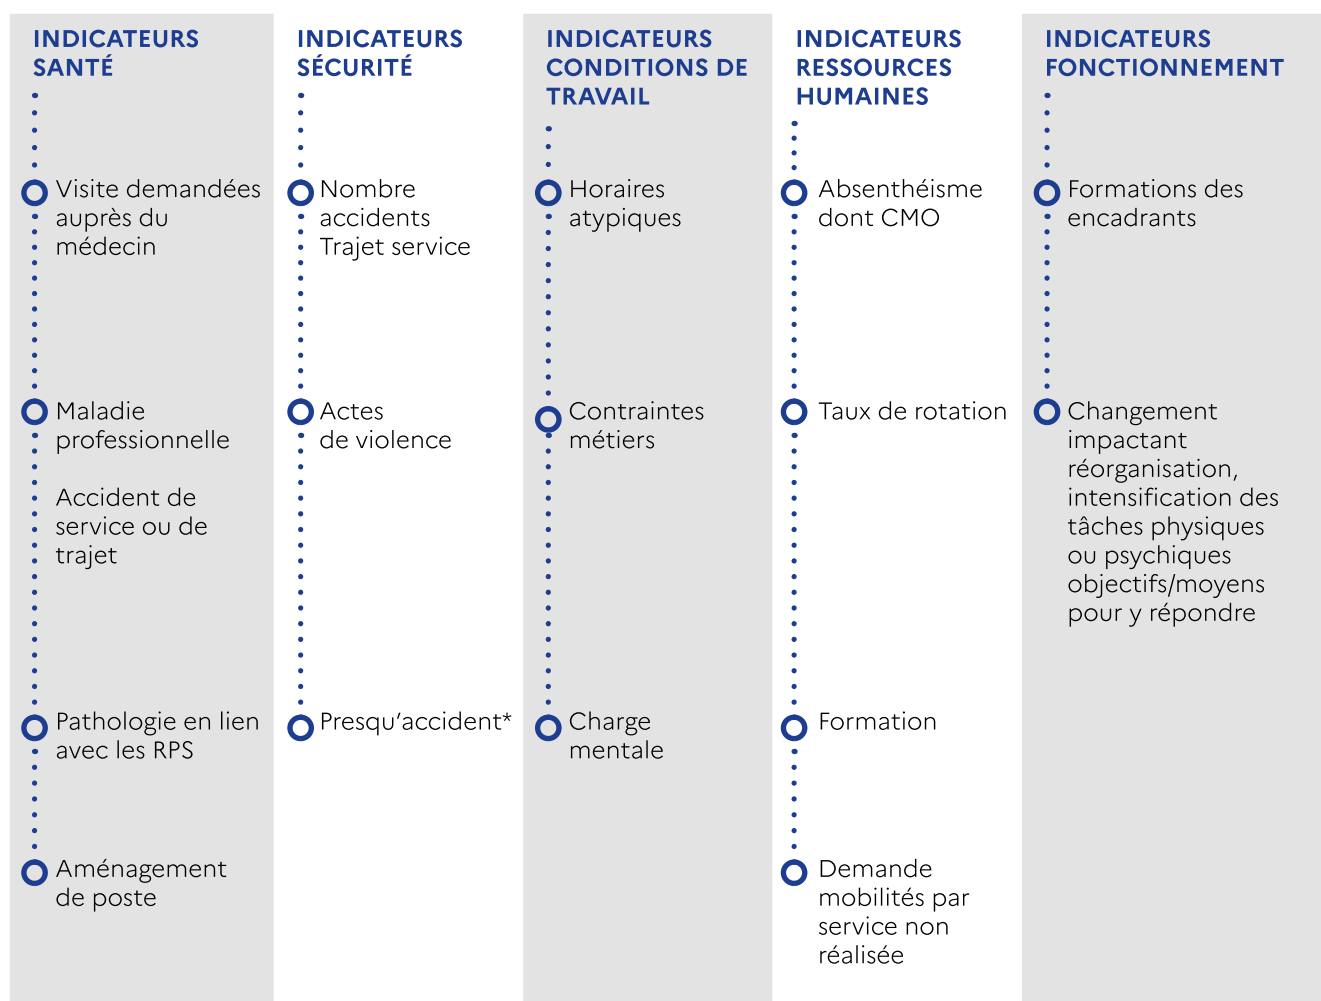 INDICATEURS
SANTÉ
Visite demandées
auprès du
médecin
Maladie
professionnelle
Accident de
service ou de
trajet
Pathologie en lien
avec les RPS
Aménagement
de poste
INDICATEURS
SÉCURITÉ
Nombre
accidents
Trajet service
Actes
de violence
Presqu’accident*
INDICATEURS
CONDITIONS DE
TRAVAIL
Horaires
atypiques
Contraintes
métiers
Charge
mentale
INDICATEURS
RESSOURCES
HUMAINES
Absenthéisme
dont CMO
Taux de rotation
Formation
Demande
mobilités par
service non
réalisée
INDICATEURS
FONCTIONNEMENT
Formations des
encadrants
Changement
impactant
réorganisation,
intensification des
tâches physiques
ou psychiques
objectifs/moyens
pour y répondre